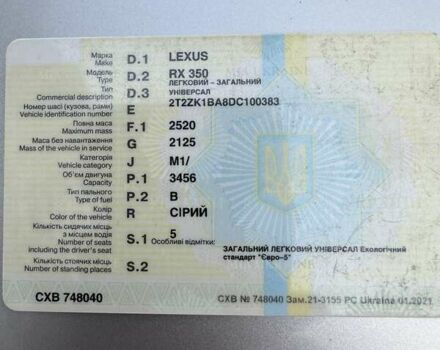 Марка
Make D.1 LEXUS
Модель
Type D.2 RX 350
ЛЕГКОВИЙ – ЗАГАЛЬНИЙ
Тип
Commercial description D.3 УНІВЕРСАЛ
Номер шасі (кузова, рами)
Vehicle identification number E 2T2ZK1BA8DC100383
Повна маса
Maximum mass F.1 2520
Маса без навантаження
Mass of the vehicle in service G 2125
Категорія
Vehicle category J M1/
Об'єм двигуна
Capacity P.1 3456
Тип пального
Type of fuel P.2 B
Колір
Color of the vehicle R СІРИЙ
Кількість сидячих місць
з місцем водія
Number of seats
including the driver's seat S.1 5
Особливі відмітки:
ЗАГАЛЬНИЙ ЛЕГКОВИЙ УНІВЕРСАЛ Екологічний
стандарт "Євро-5"
Кількість стоячих місць
Number of standing places S.2
СХВ 748040
СХВ № 748040 Зам.21-3155 PC Ukraina 01.2021